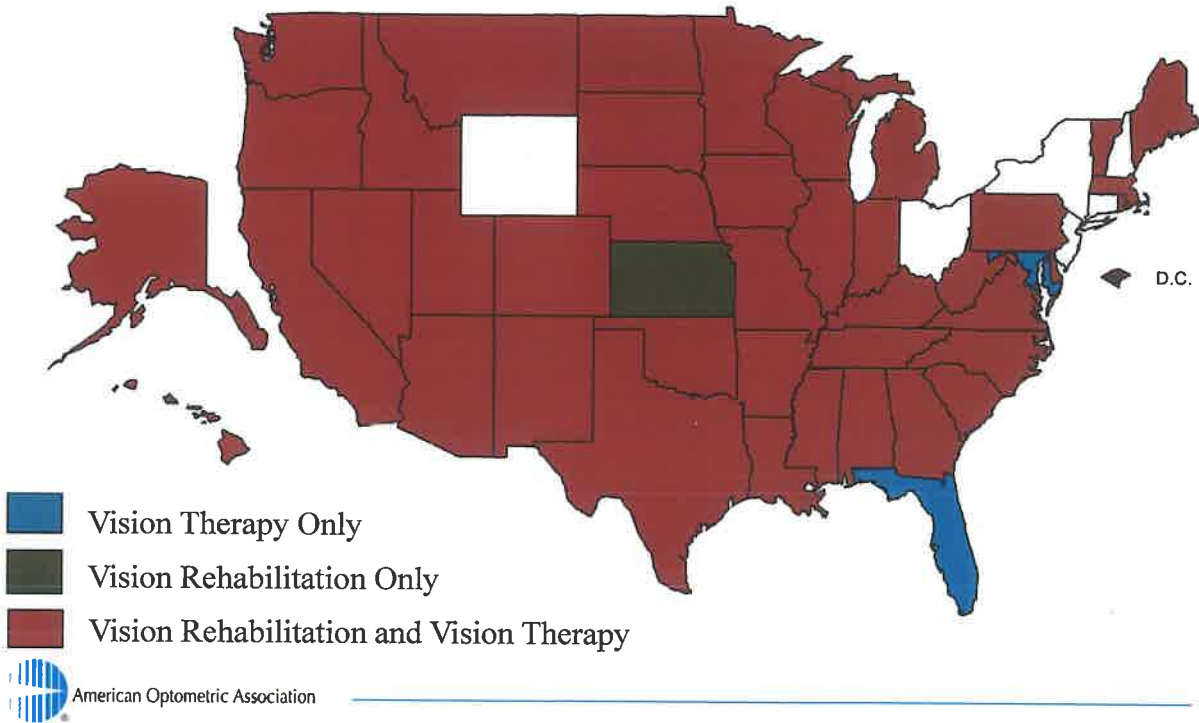 D.C.
Vision Therapy Only
Vision Rehabilitation Only
Vision Rehabilitation and Vision Therapy
American Optometric Association